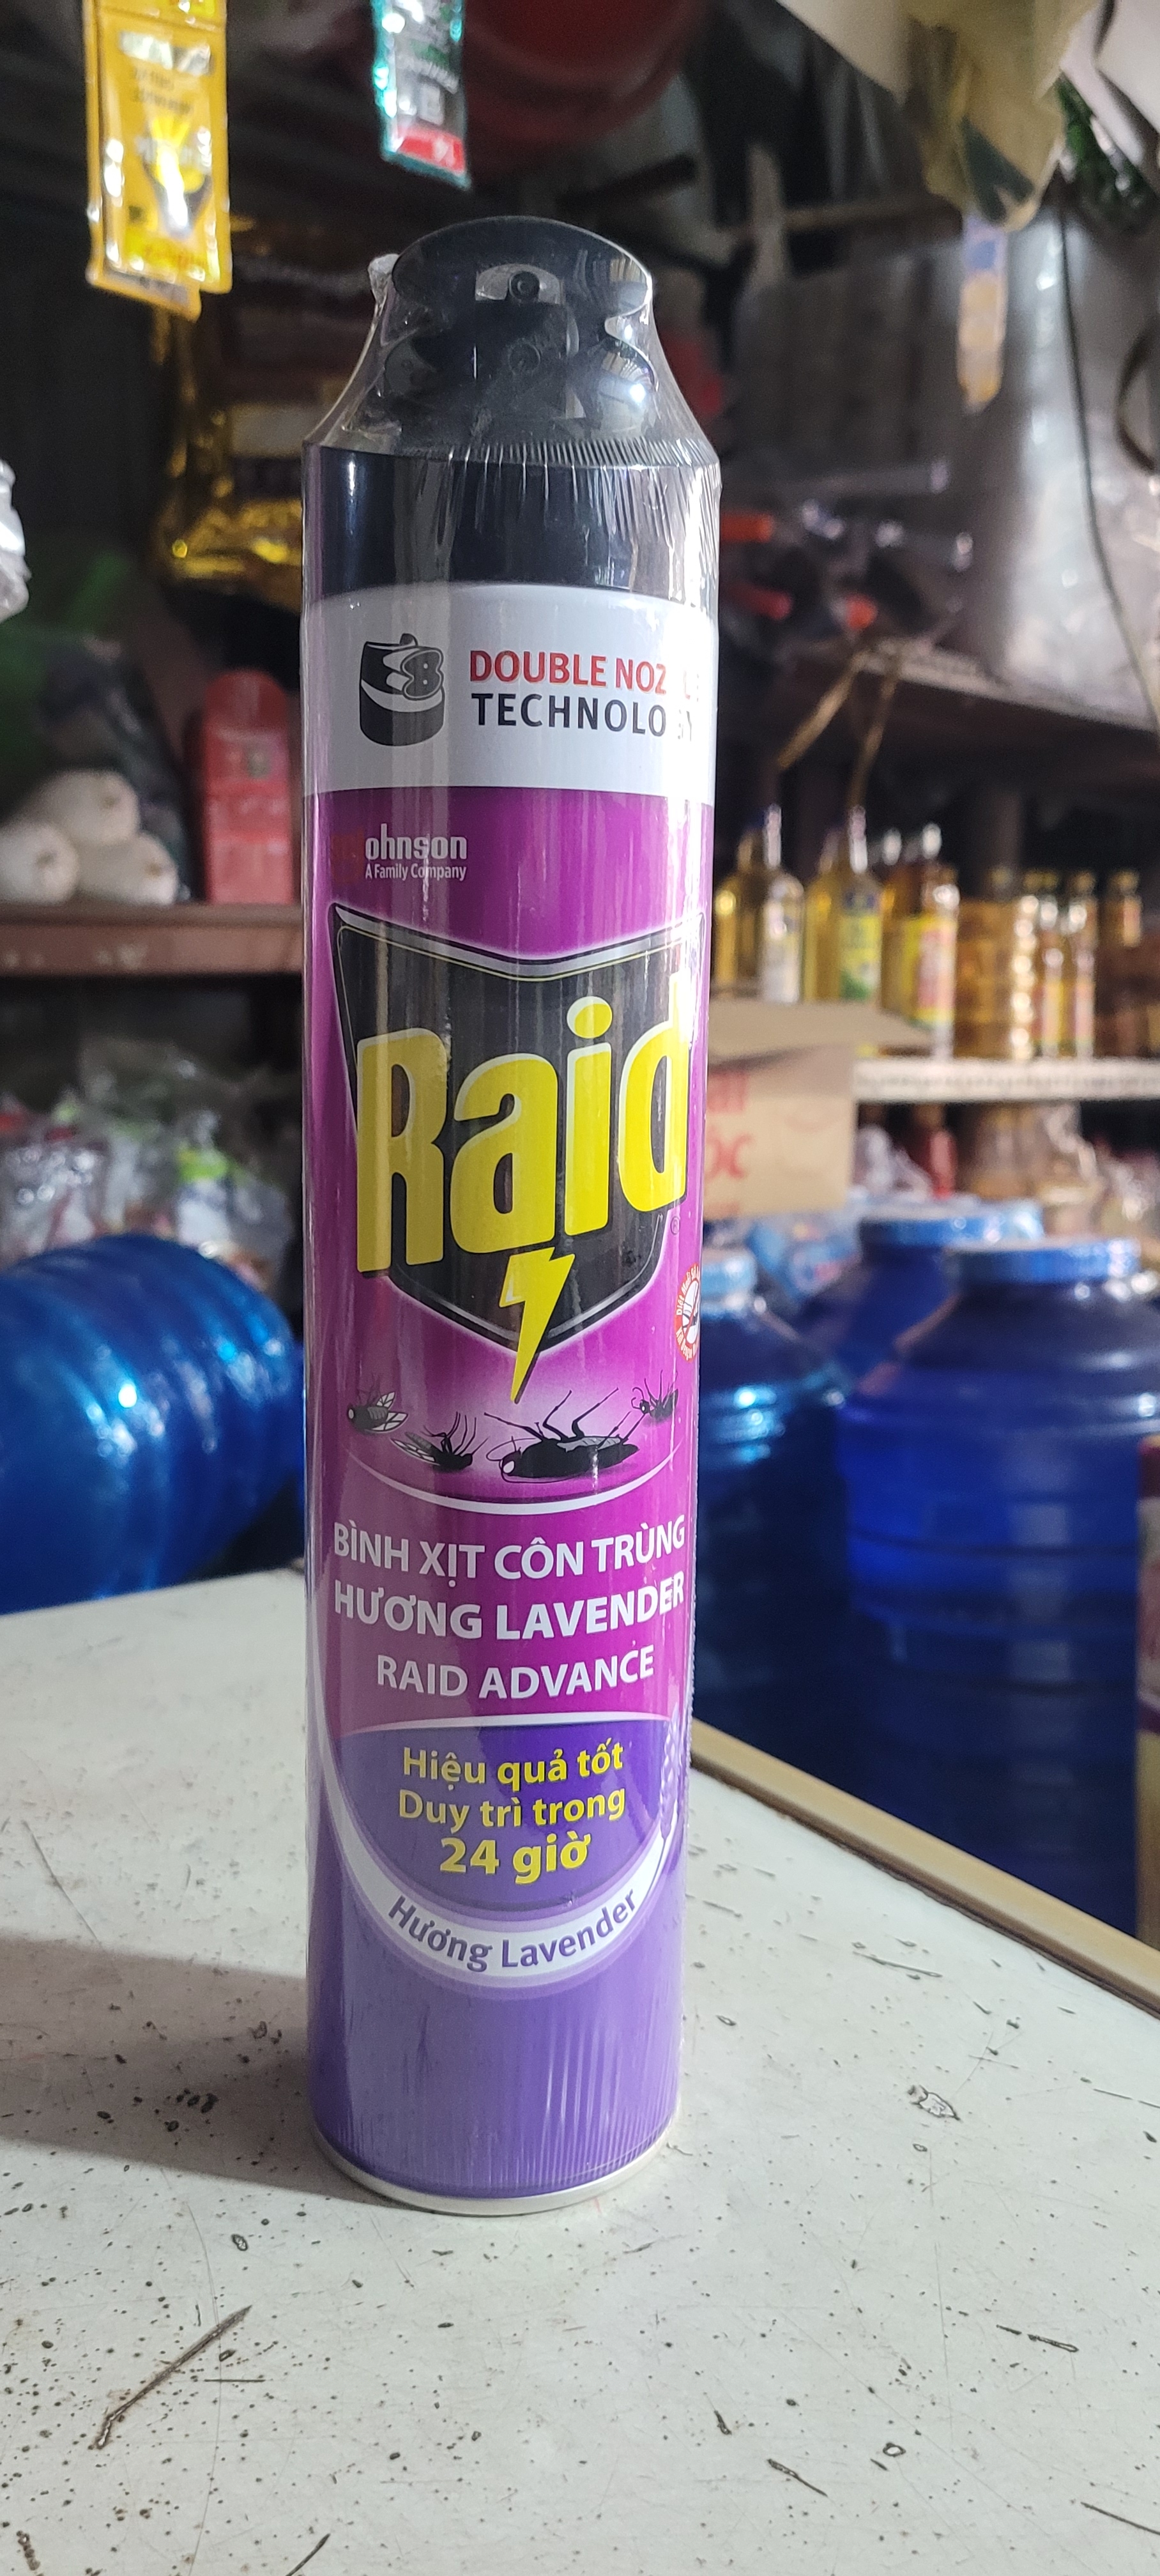 DOUBLE NOZ
TECHNOLO GY
ohnson
A Family Company
Raid
BÌNH XỊT CÔN TRÙNG
HƯƠNG LAVENDER
RAID ADVANCE
Hiệu quả tốt
Duy trì trong
24 giờ
Hương Lavender